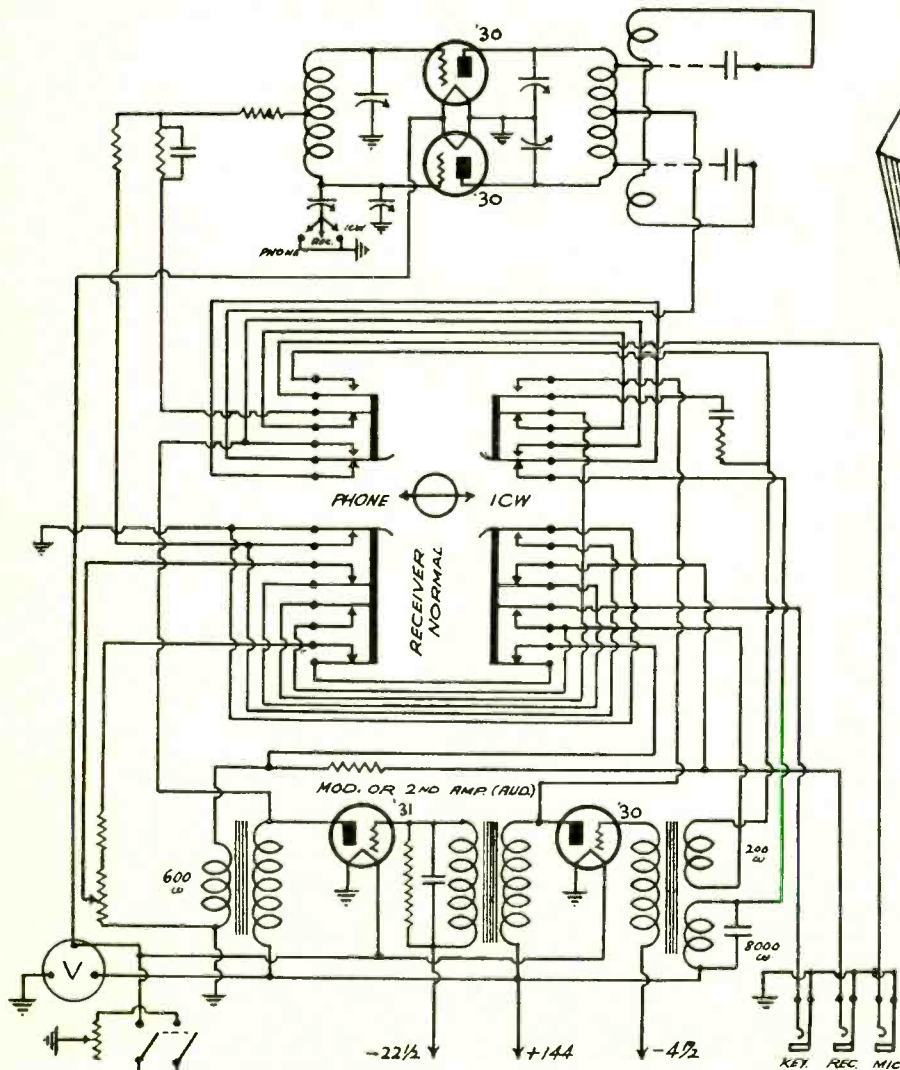 '30
'30
ICW
REC.
PHONE
PHONE
ICW
RECEIVER
NORMAL
MOD. OR 2ND AMP. (AUD.)
'31
'30
600
ω
200
ω
8000
ω
V
-22½
+144
-4½
KEY.
REC.
MIC